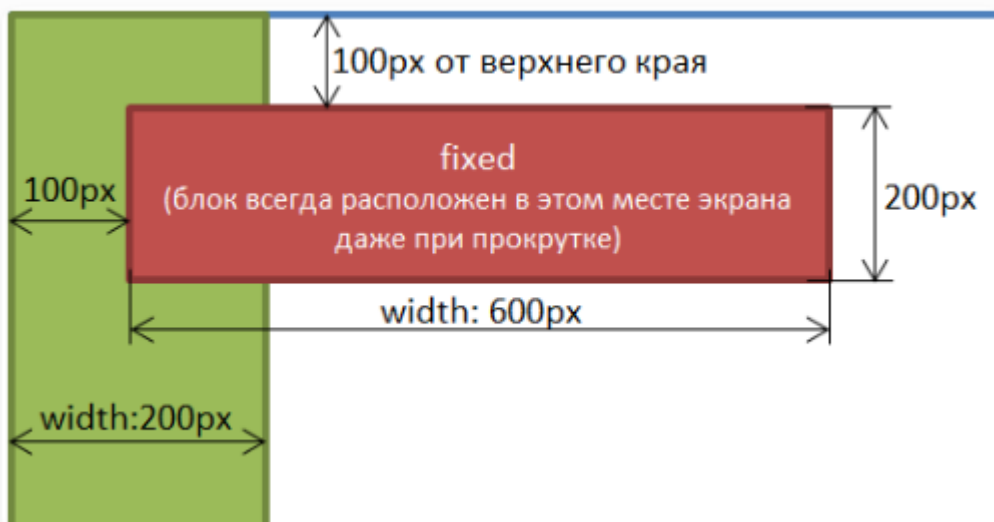 100px от верхнего края
fixed
(блок всегда расположен в этом месте экрана
даже при прокрутке)
100px
200px
width: 600px
width:200px